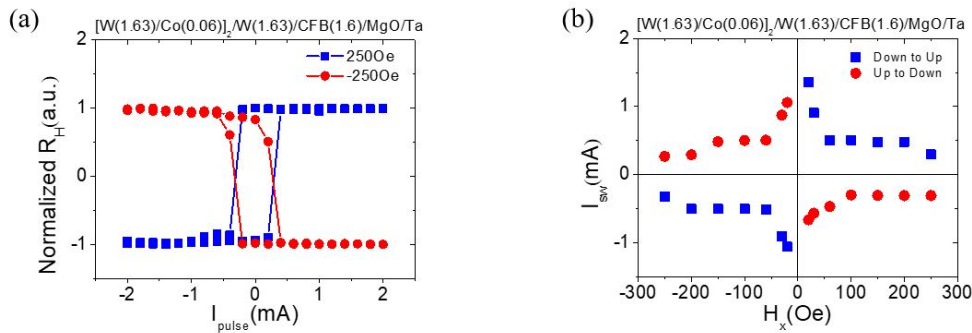 (a)
[W(1.63)/Co(0.06)]2/W(1.63)/CFB(1.6)/MgO/Ta
250Oe
-250Oe
Normalized RH(a.u.)
2
1
0
-1
-2 -1 0 1 2
Ipulse(mA)
(b)
[W(1.63)/Co(0.06)]2/W(1.63)/CFB(1.6)/MgO/Ta
Down to Up
Up to Down
Isw(mA)
2
1
0
-1
-300 -200 -100 0 100 200 300
Hx(Oe)